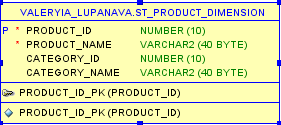 VALERYIA_LUPANAVA.ST_PRODUCT_DIMENSION
P * PRODUCT_ID NUMBER (10)
* PRODUCT_NAME VARCHAR2 (40 BYTE)
CATEGORY_ID NUMBER (10)
CATEGORY_NAME VARCHAR2 (40 BYTE)
PRODUCT_ID_PK (PRODUCT_ID)
PRODUCT_ID_PK (PRODUCT_ID)